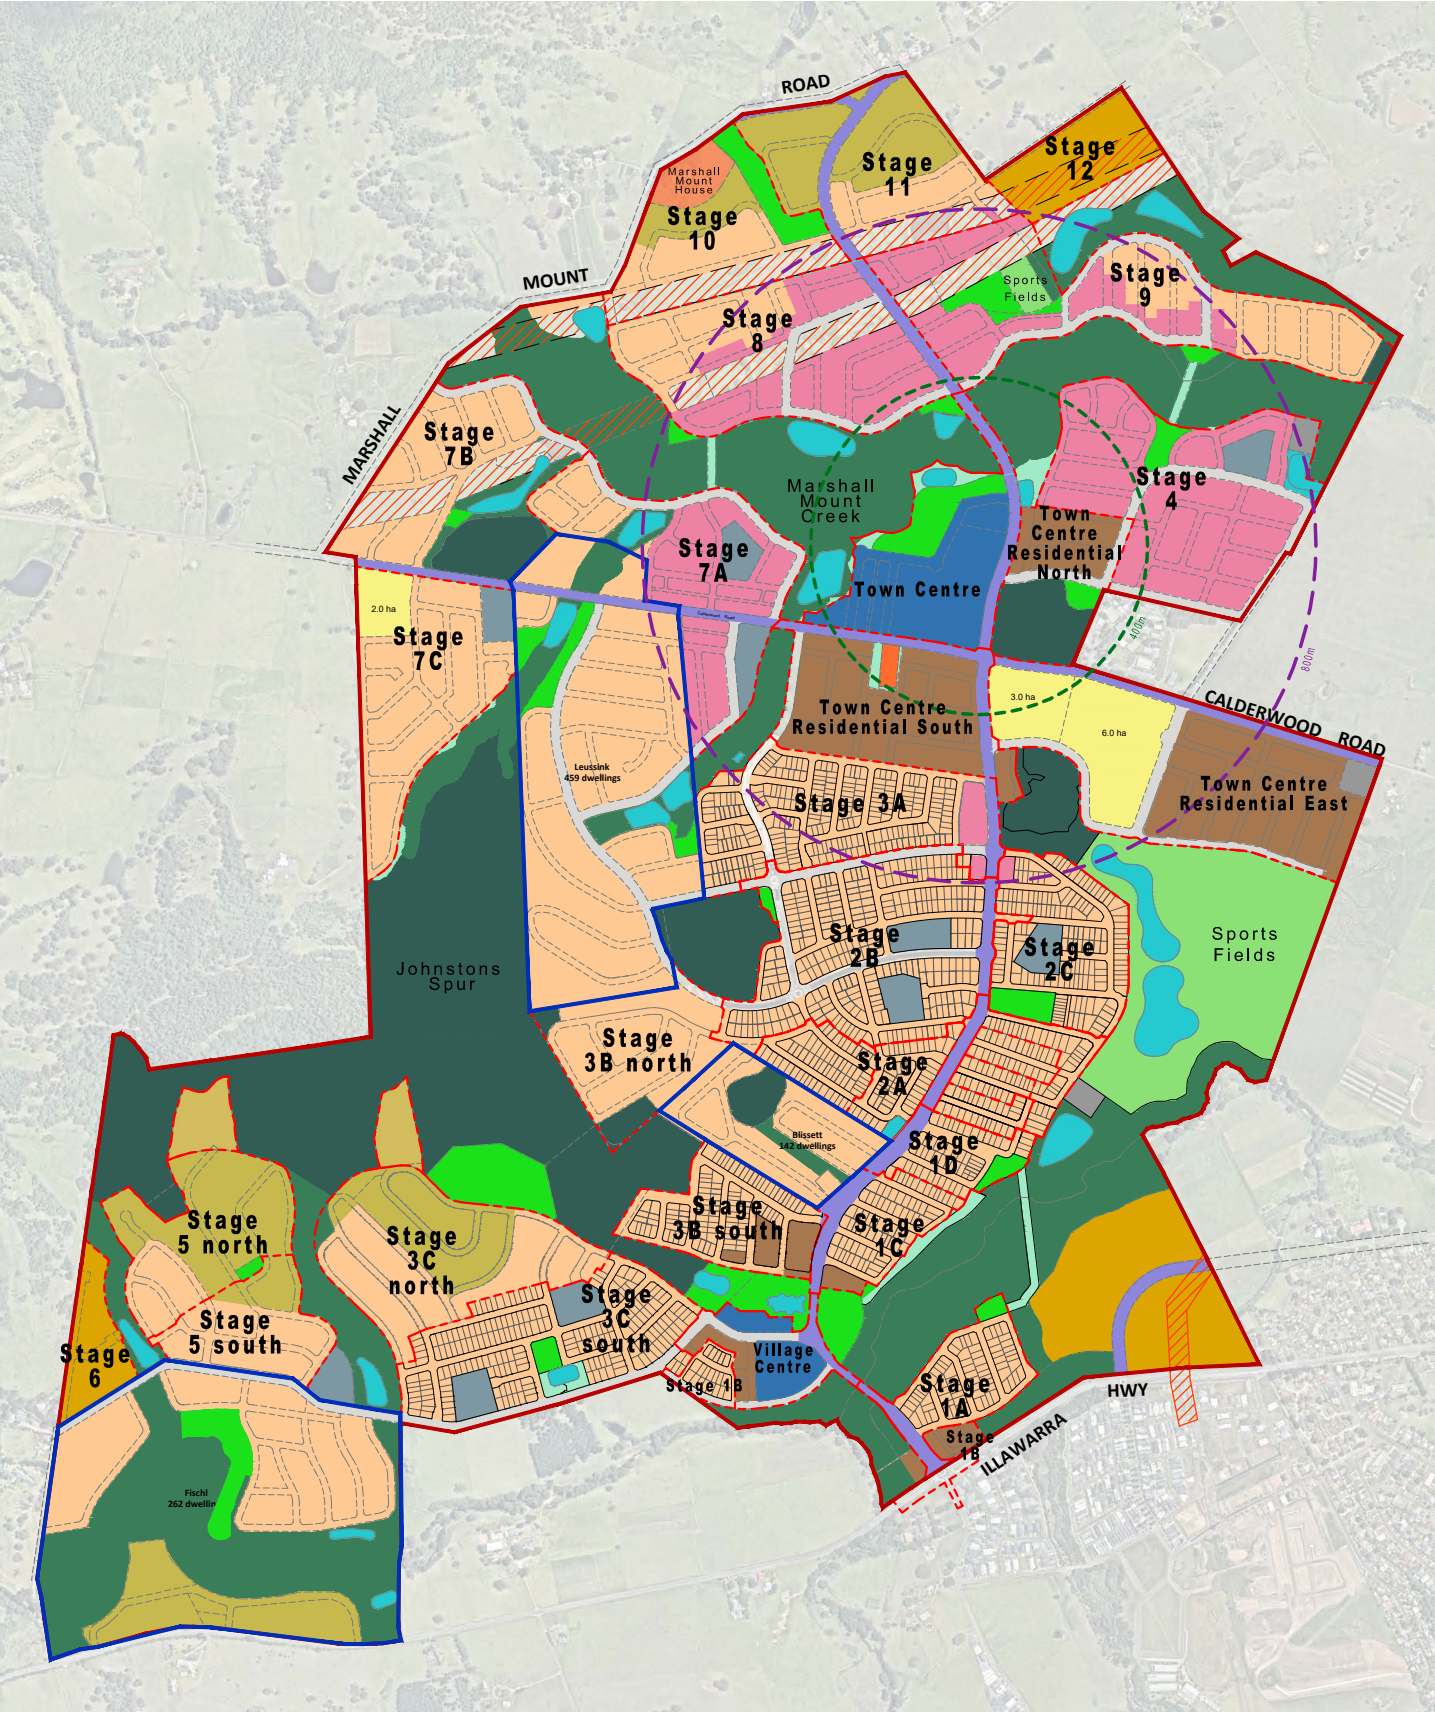 ROAD
Stage
12
Stage
11
Marshall
Mount
House
Stage
10
MOUNT
Stage
9
Sports
Fields
Stage
8
MARSHALL
Stage
7B
Marshall
Mount
Creek
Stage
4
Town
Centre
Residential
North
Stage
7A
Town Centre
2.0 ha
Calderwood Road
400m
800m
Stage
7C
Town Centre
Residential South
3.0 ha
6.0 ha
CALDERWOOD ROAD
Leussink
459 dwellings
Stage 3A
Town Centre
Residential East
Stage
2B
Stage
2C
Sports
Fields
Johnstons
Spur
Stage
3B north
Stage
2A
Blissett
142 dwellings
Stage
1D
Stage
3B south
Stage
1C
Stage
5 north
Stage
3C
north
Stage
3C
south
Stage
5 south
Stage
6
Village
Centre
Stage 1B
Stage
1A
HWY
Stage
1B
ILLAWARRA
Fischl
262 dwellin